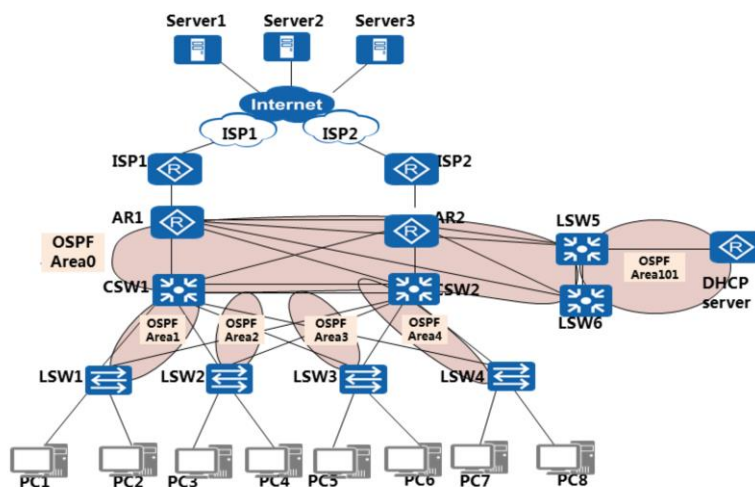 Server1
Server2
Server3
Internet
ISP1
ISP2
ISP1
ISP2
R
R
AR1
AR2
R
R
LSW5
OSPF
Area0
OSPF
Area101
R
DHCP
server
CSW1
CSW2
LSW6
OSPF
Area1
OSPF
Area2
OSPF
Area3
OSPF
Area4
LSW1
LSW2
LSW3
LSW4
PC1
PC2
PC3
PC4
PC5
PC6
PC7
PC8